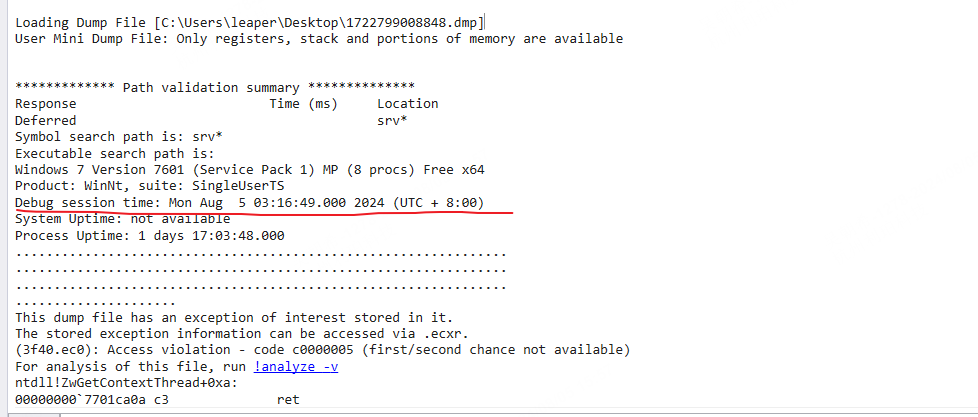 Loading Dump File [C:\Users\leaper\Desktop\1722799008848.dmp]
User Mini Dump File: Only registers, stack and portions of memory are available
************* Path validation summary **************
Response                         Time (ms)     Location
Deferred                                       srv*
Symbol search path is: srv*
Executable search path is:
Windows 7 Version 7601 (Service Pack 1) MP (8 procs) Free x64
Product: WinNt, suite: SingleUserTS
Debug session time: Mon Aug  5 03:16:49.000 2024 (UTC + 8:00)
System Uptime: not available
Process Uptime: 1 days 17:03:48.000
................................................................
................................................................
................................................................
.....................
This dump file has an exception of interest stored in it.
The stored exception information can be accessed via .ecxr.
(3f40.ec0): Access violation - code c0000005 (first/second chance not available)
For analysis of this file, run !analyze -v
ntdll!ZwGetContextThread+0xa:
00000000`7701ca0a c3              ret